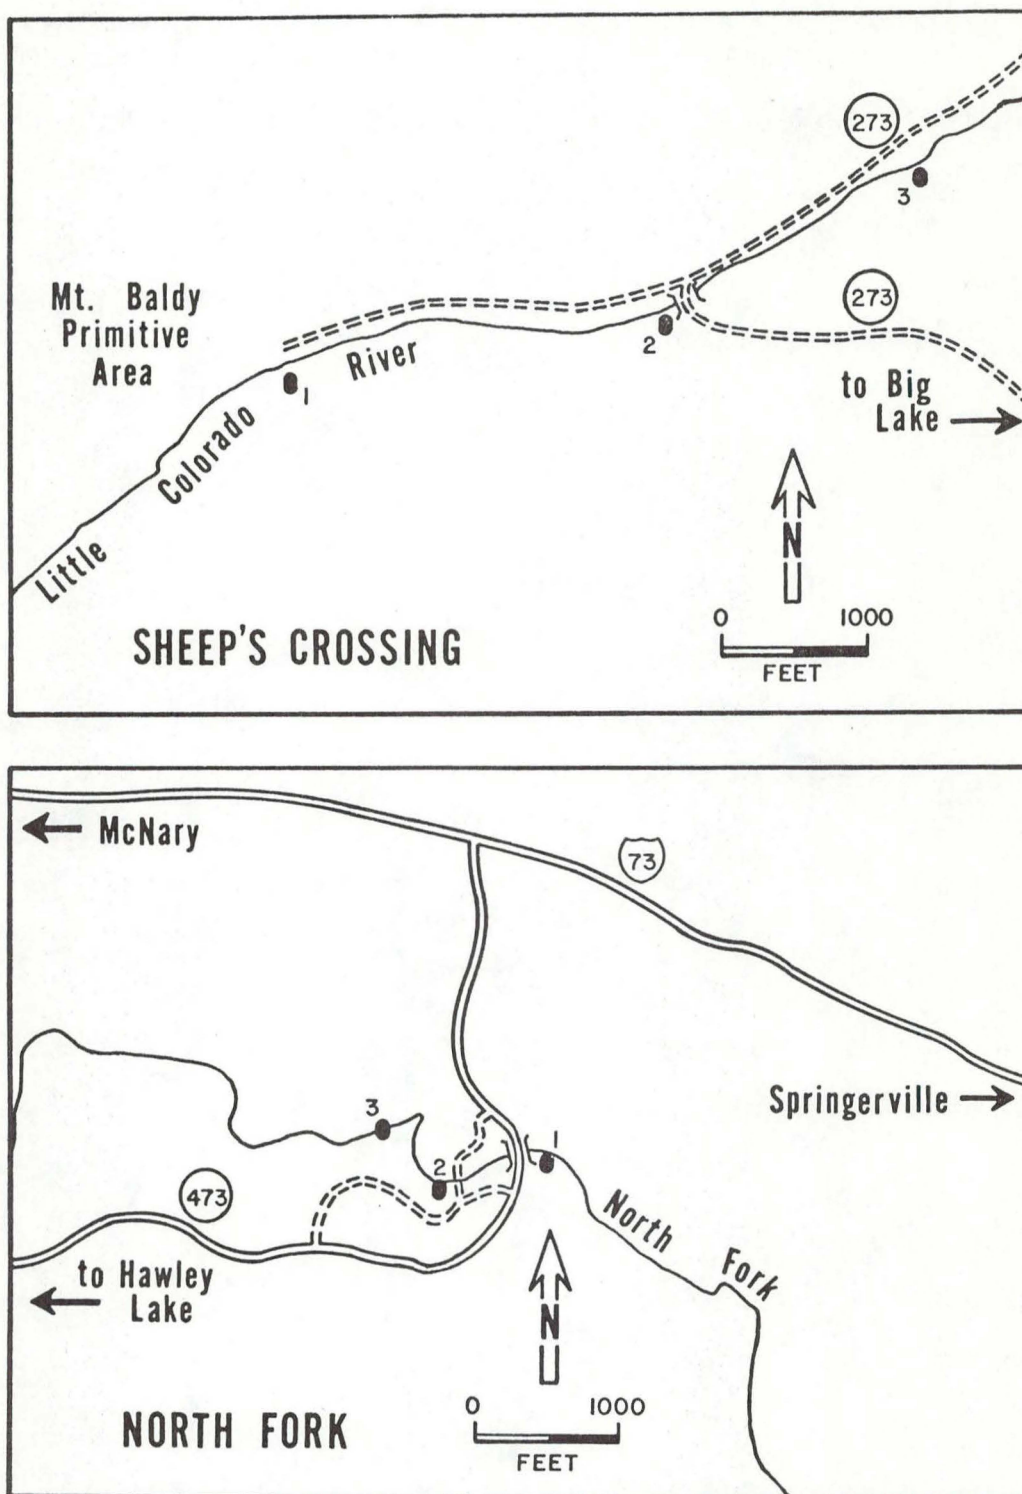 273
3
Mt. Baldy
Primitive
Area
273
2
River
to Big
Lake
1
Colorado
Little
N
0 1000
FEET
SHEEP'S CROSSING
McNary
73
Springerville
3
1
2
473
North
Fork
to Hawley
Lake
N
0 1000
FEET
NORTH FORK